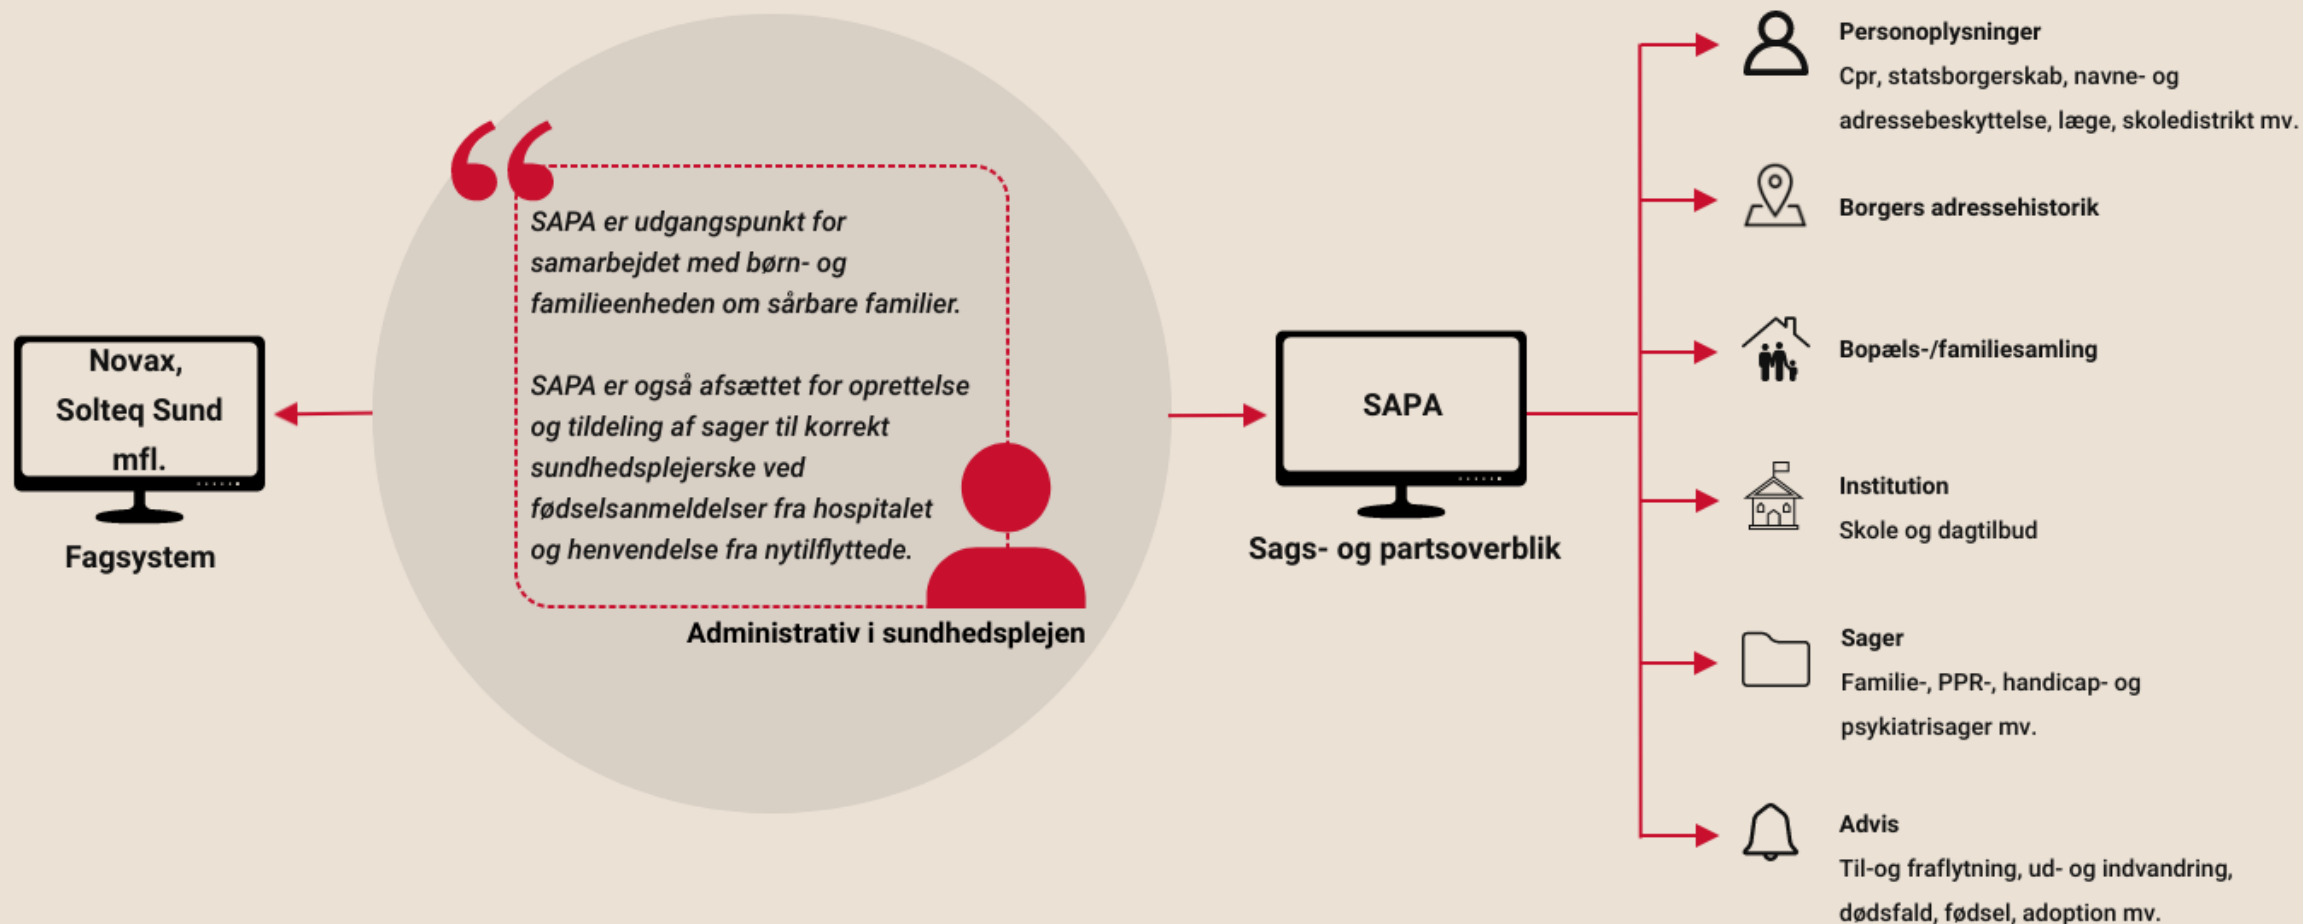 Novax,
Solteq Sund
mfl.
Fagsystem
SAPA er udgangspunkt for
samarbejdet med børn- og
familieenheden om sårbare familier.
SAPA er også afsættet for oprettelse
og tildeling af sager til korrekt
sundhedsplejerske ved
fødselsanmeldelser fra hospitalet
og henvendelse fra nytilflyttede.
Administrativ i sundhedsplejen
SAPA
Sags- og partsoverblik
Personoplysninger
Cpr, statsborgerskab, navne- og
adressebeskyttelse, læge, skoledistrikt mv.
Borgers adressehistorik
Bopæls-/familiesamling
Institution
Skole og dagtilbud
Sager
Familie-, PPR-, handicap- og
psykiatrisager mv.
Advis
Til-og fraflytning, ud- og indvandring,
dødsfald, fødsel, adoption mv.